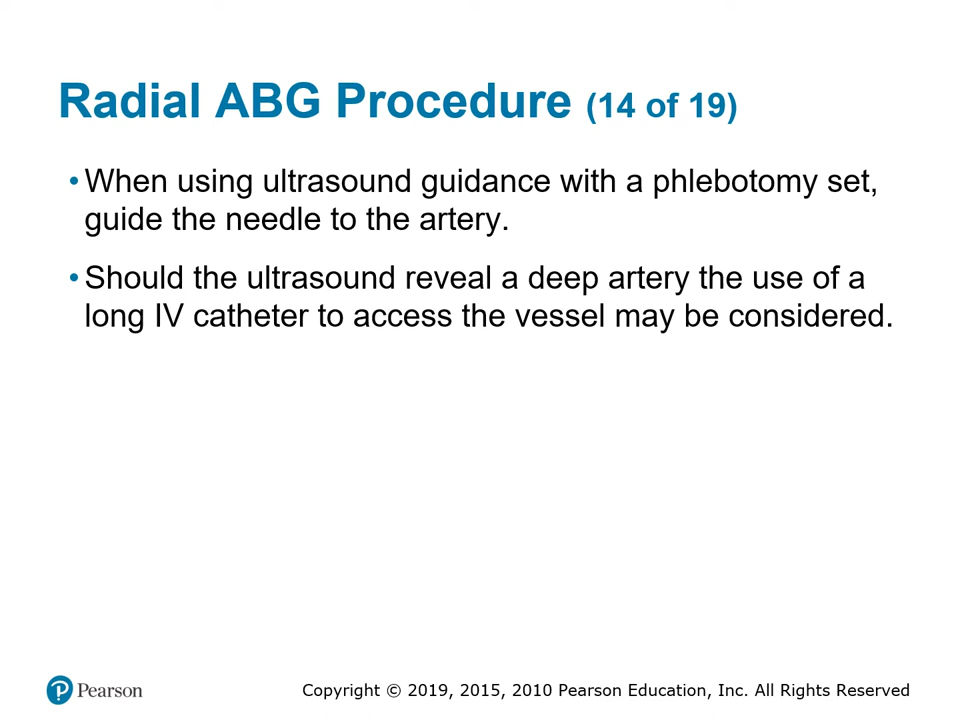 Radial ABG Procedure (14 of 19)
• When using ultrasound guidance with a phlebotomy set,
guide the needle to the artery.
• Should the ultrasound reveal a deep artery the use of a
long IV catheter to access the vessel may be considered.
Pearson
Copyright © 2019, 2015, 2010 Pearson Education, Inc. All Rights Reserved